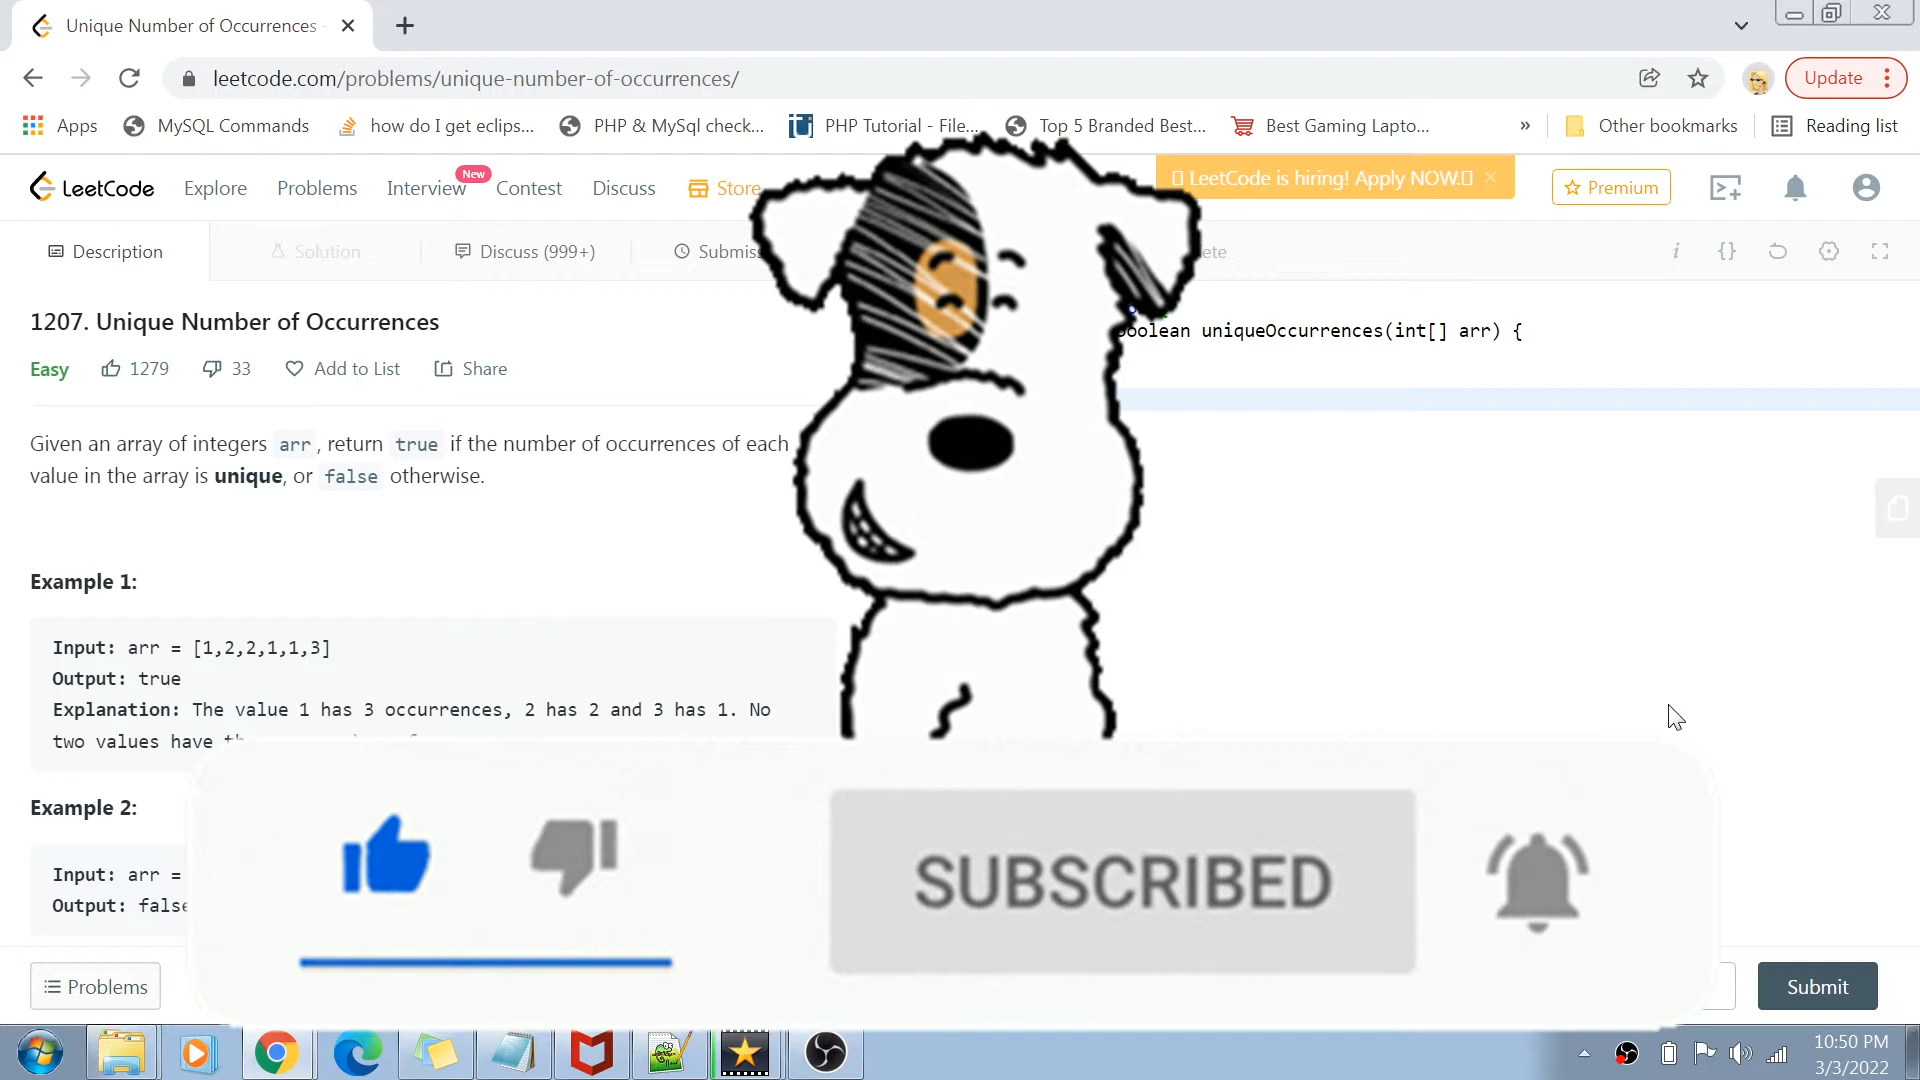 Unique Number of Occurrences -
leetcode.com/problems/unique-number-of-occurrences/
Update
Apps
MySQL Commands
how do I get eclips...
PHP & MySql check...
PHP Tutorial - File...
Top 5 Branded Best...
Best Gaming Lapto...
»
Other bookmarks
Reading list
LeetCode
Explore
Problems
Interview
New
Contest
Discuss
Store
LeetCode is hiring! Apply NOW.
Premium
Description
Solution
Discuss (999+)
Submiss
1207. Unique Number of Occurrences
Easy
1279
33
Add to List
Share
boolean uniqueOccurrences(int[] arr) {
Given an array of integers arr, return true if the number of occurrences of each
value in the array is unique, or false otherwise.
Example 1:
Input: arr = [1,2,2,1,1,3]
Output: true
Explanation: The value 1 has 3 occurrences, 2 has 2 and 3 has 1. No
two values have
Example 2:
Input: arr =
Output: false
SUBSCRIBED
Problems
Submit
10:50 PM
3/3/2022